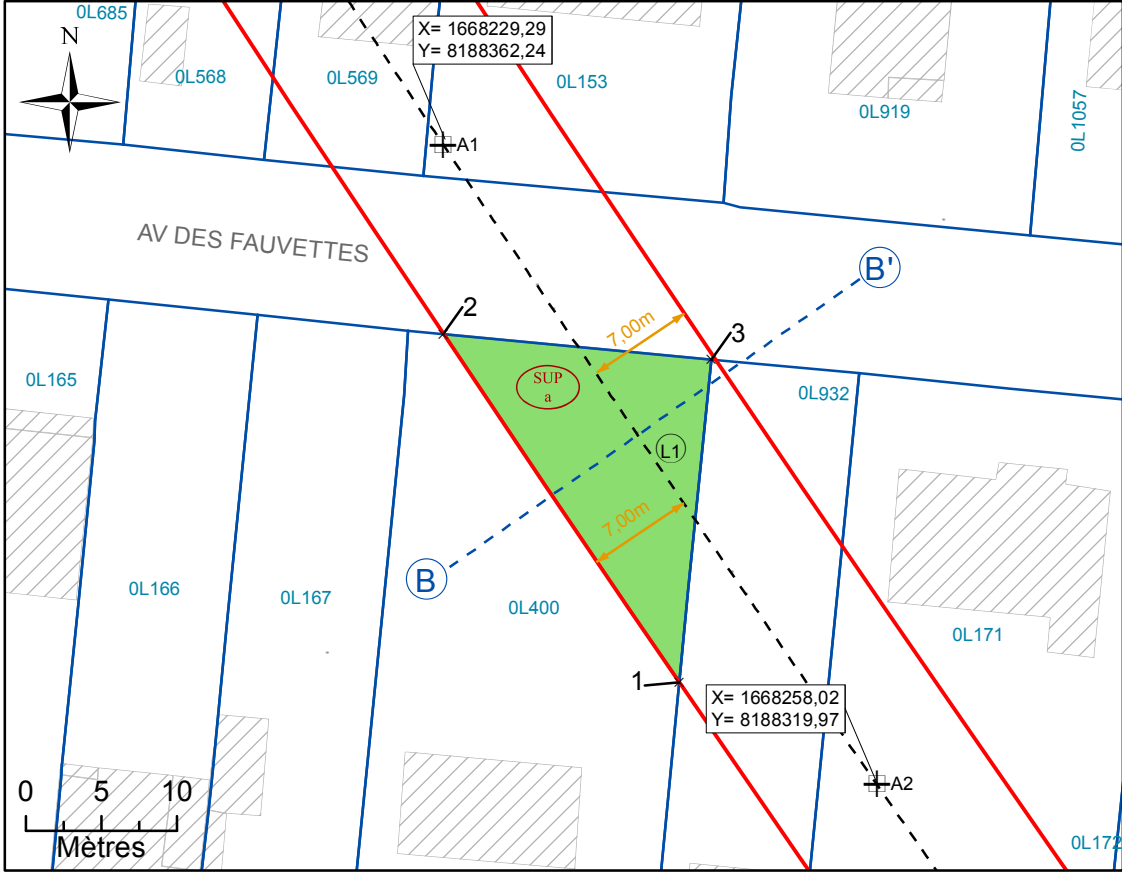 0L685
N
X= 1668229,29
Y= 8188362,24
0L568
0L569
0L153
0L919
0L1057
A1
AV DES FAUVETTES
B'
2
7,00m
3
0L165
SUP
a
0L932
L1
7,00m
B
0L166
0L167
0L400
0L171
1
X= 1668258,02
Y= 8188319,97
A2
0 5 10
Mètres
0L172